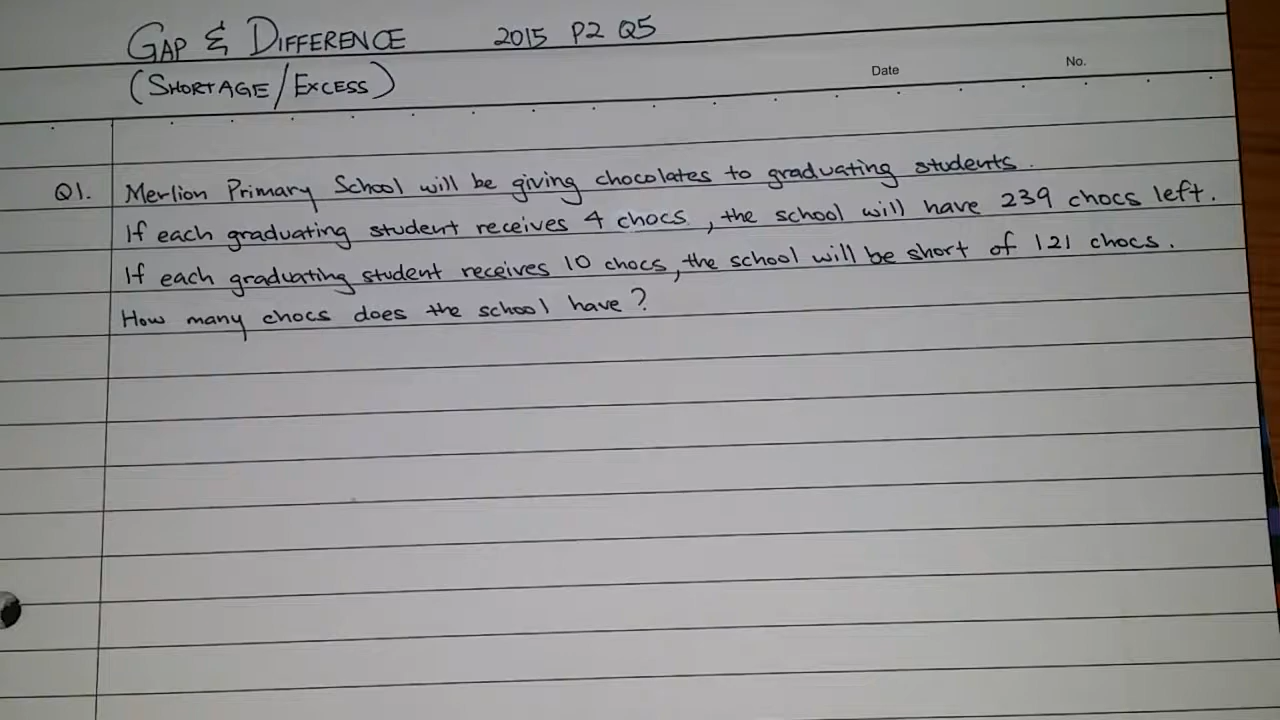 GAP & DIFFERENCE 2015 P2 Q5
(SHORTAGE/EXCESS)
Date No.
Q1. Merlion Primary School will be giving chocolates to graduating students.
If each graduating student receives 4 chocs, the school will have 239 chocs left.
If each graduating student receives 10 chocs, the school will be short of 121 chocs.
How many chocs does the school have?